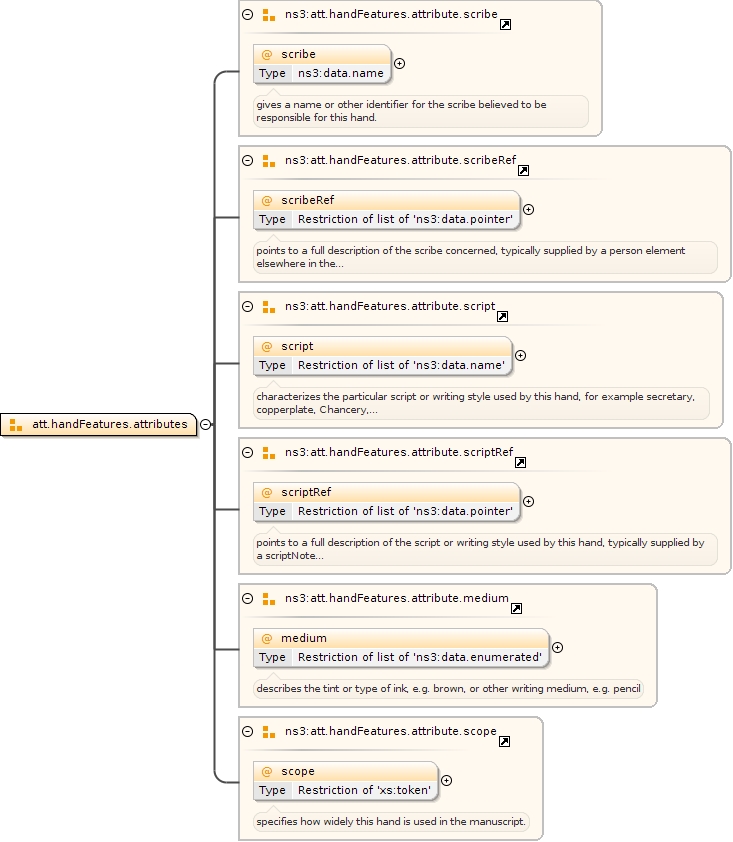 ns3:att.handFeatures.attribute.scribe
@ scribe
Type ns3:data.name
gives a name or other identifier for the scribe believed to be
responsible for this hand.
ns3:att.handFeatures.attribute.scribeRef
@ scribeRef
Type Restriction of list of 'ns3:data.pointer'
points to a full description of the scribe concerned, typically supplied by a person element
elsewhere in the...
ns3:att.handFeatures.attribute.script
@ script
Type Restriction of list of 'ns3:data.name'
characterizes the particular script or writing style used by this hand, for example secretary,
copperplate, Chancery,...
att.handFeatures.attributes
ns3:att.handFeatures.attribute.scriptRef
@ scriptRef
Type Restriction of list of 'ns3:data.pointer'
points to a full description of the script or writing style used by this hand, typically supplied by
a scriptNote...
ns3:att.handFeatures.attribute.medium
@ medium
Type Restriction of list of 'ns3:data.enumerated'
describes the tint or type of ink, e.g. brown, or other writing medium, e.g. pencil
ns3:att.handFeatures.attribute.scope
@ scope
Type Restriction of 'xs:token'
specifies how widely this hand is used in the manuscript.